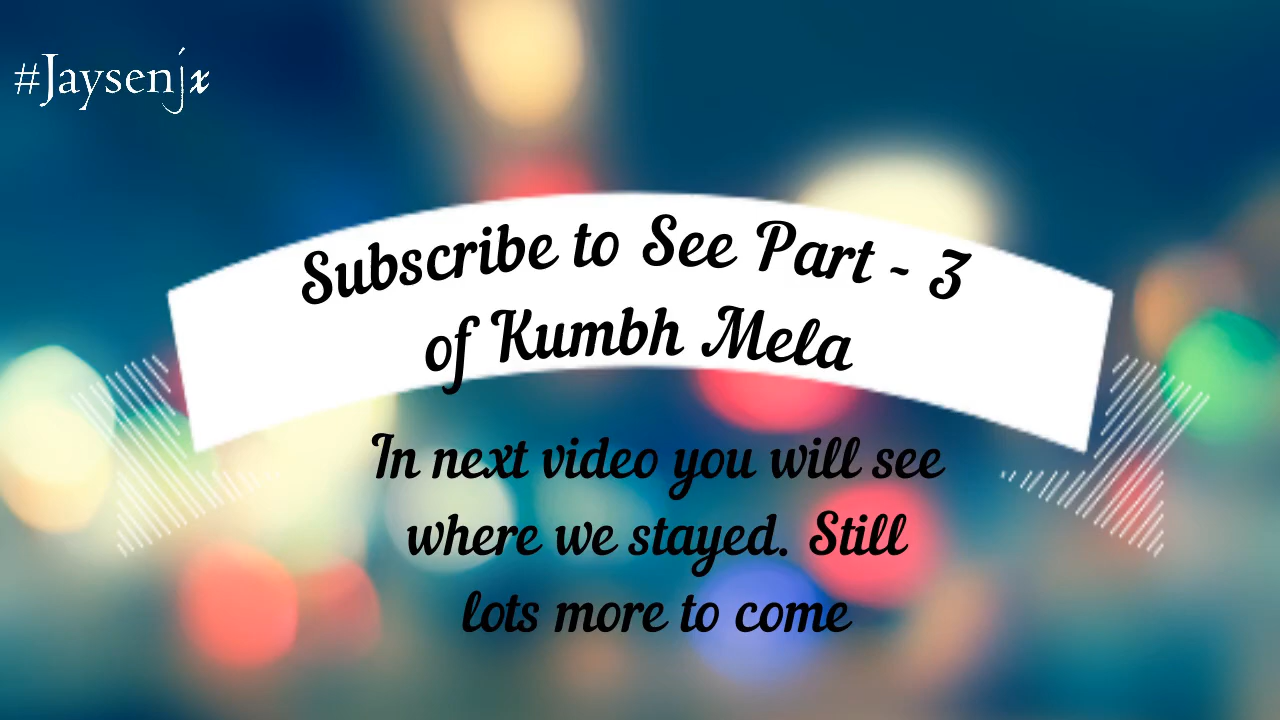 #Jaysenjx
Subscribe to See Part - 3
of Kumbh Mela
In next video you will see
where we stayed. Still
lots more to come